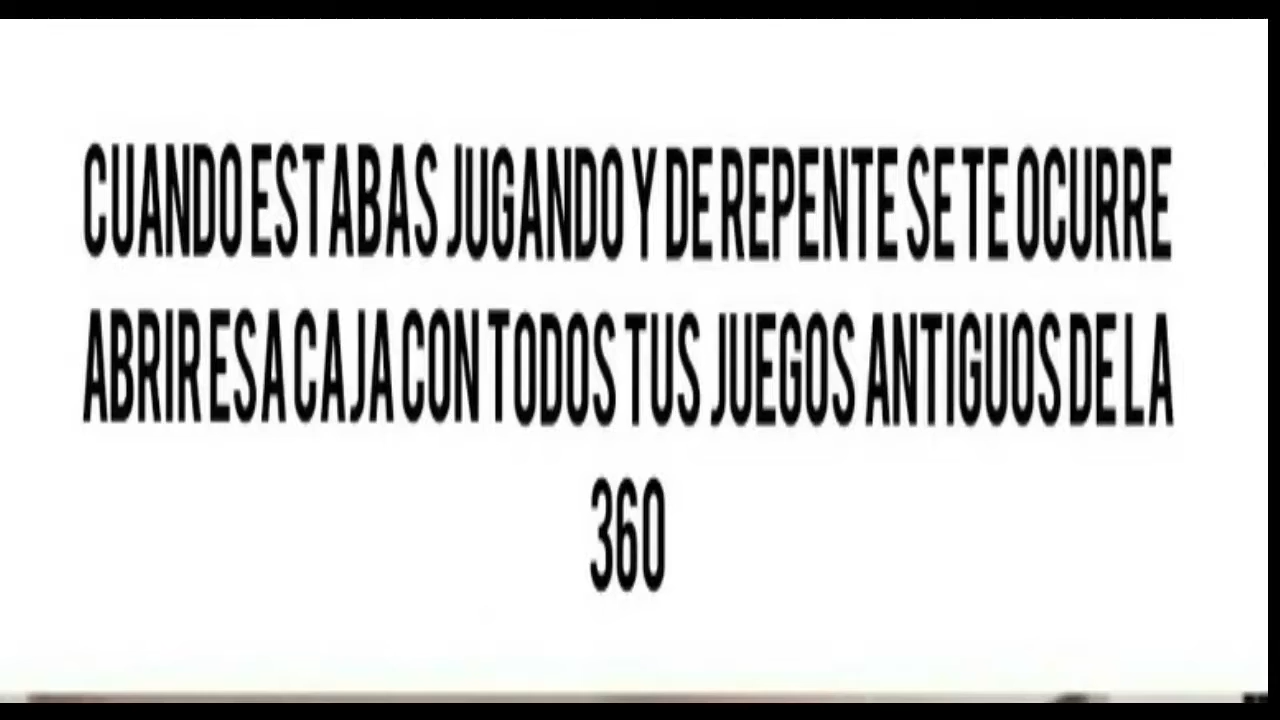 CUANDO ESTABAS JUGANDO Y DE REPENTE SE TE OCURRE
ABRIR ESA CAJA CON TODOS TUS JUEGOS ANTIGUOS DE LA
360